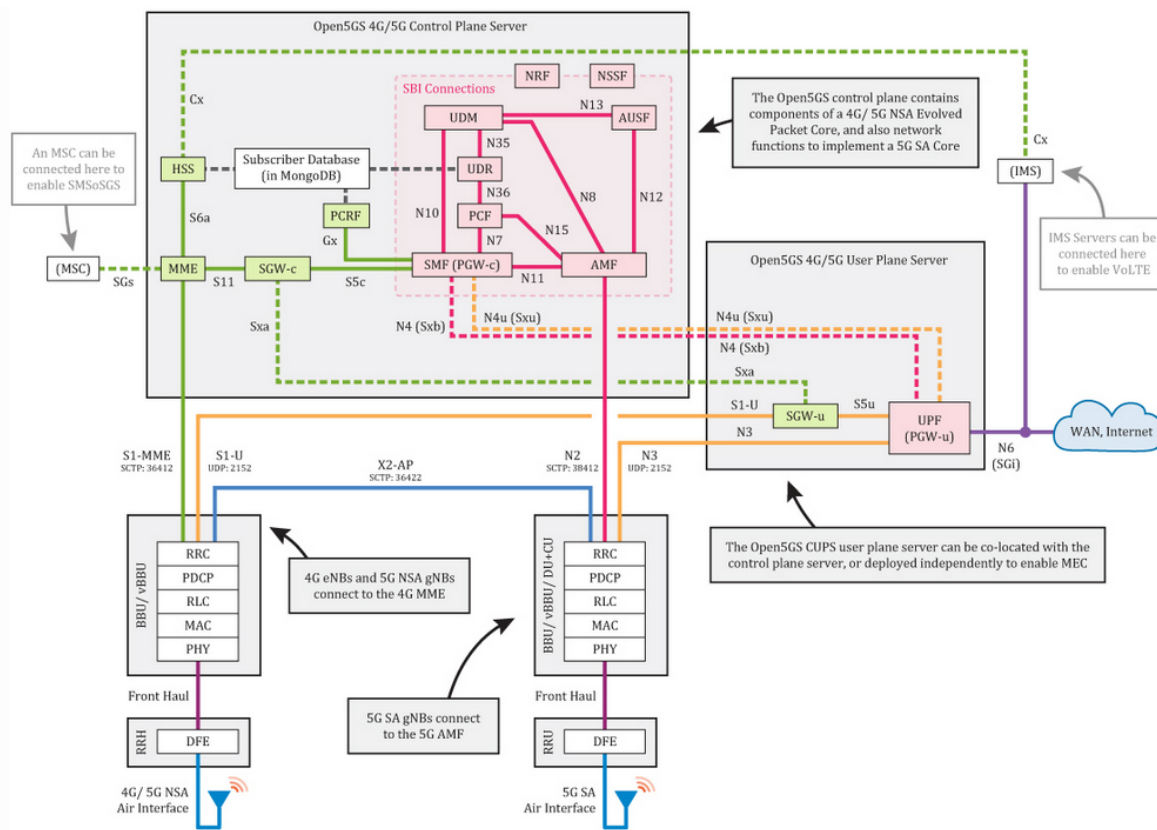 Open5GS 4G/5G Control Plane Server
NRF
NSSF
SBI Connections
Cx
N13
UDM
AUSF
The Open5GS control plane contains
components of a 4G/ 5G NSA Evolved
Packet Core, and also network
functions to implement a 5G SA Core
An MSC can be
connected here to
enable SMSoSGS
N35
Cx
HSS
Subscriber Database
(in MongoDB)
UDR
(IMS)
N36
N8
N12
S6a
PCRF
N10
PCF
N15
Gx
N7
IMS Servers can be
connected here
to enable VoLTE
(MSC)
SGs
MME
S11
SGW-c
S5c
SMF (PGW-c)
N11
AMF
Open5GS 4G/5G User Plane Server
Sxa
N4 (Sxb)
N4u (Sxu)
N4u (Sxu)
N4 (Sxb)
Sxa
S1-U
SGW-u
S5u
UPF
(PGW-u)
N3
WAN, Internet
N6
(SGi)
S1-MME
SCTP: 36412
S1-U
UDP: 2152
X2-AP
SCTP: 36422
N2
SCTP: 38412
N3
UDP: 2152
BBU/ vBBU
RRC
PDCP
RLC
MAC
PHY
4G eNBs and 5G NSA gNBs
connect to the 4G MME
BBU/ vBBU/ DU+CU
RRC
PDCP
RLC
MAC
PHY
The Open5GS CUPS user plane server can be co-located with the
control plane server, or deployed independently to enable MEC
Front Haul
Front Haul
5G SA gNBs connect
to the 5G AMF
RRH
DFE
RRU
DFE
4G/ 5G NSA
Air Interface
5G SA
Air Interface